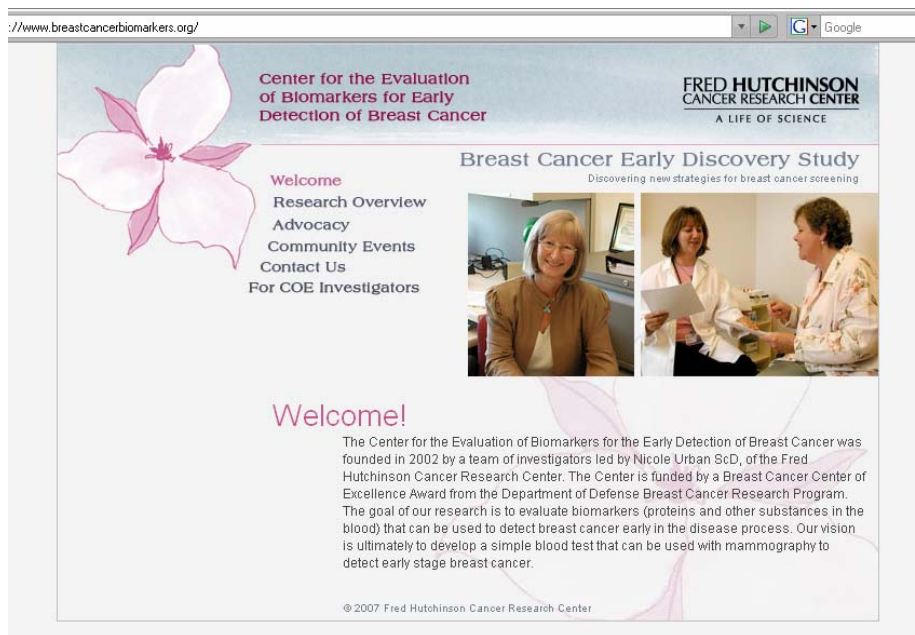 ://www.breastcancerbiomarkers.org/
Google
Center for the Evaluation
of Biomarkers for Early
Detection of Breast Cancer
FRED HUTCHINSON
CANCER RESEARCH CENTER
A LIFE OF SCIENCE
Breast Cancer Early Discovery Study
Discovering new strategies for breast cancer screening
Welcome
Research Overview
Advocacy
Community Events
Contact Us
For COE Investigators
Welcome!
The Center for the Evaluation of Biomarkers for the Early Detection of Breast Cancer was
founded in 2002 by a team of investigators led by Nicole Urban ScD, of the Fred
Hutchinson Cancer Research Center. The Center is funded by a Breast Cancer Center of
Excellence Award from the Department of Defense Breast Cancer Research Program.
The goal of our research is to evaluate biomarkers (proteins and other substances in the
blood) that can be used to detect breast cancer early in the disease process. Our vision
is ultimately to develop a simple blood test that can be used with mammography to
detect early stage breast cancer.
© 2007 Fred Hutchinson Cancer Research Center